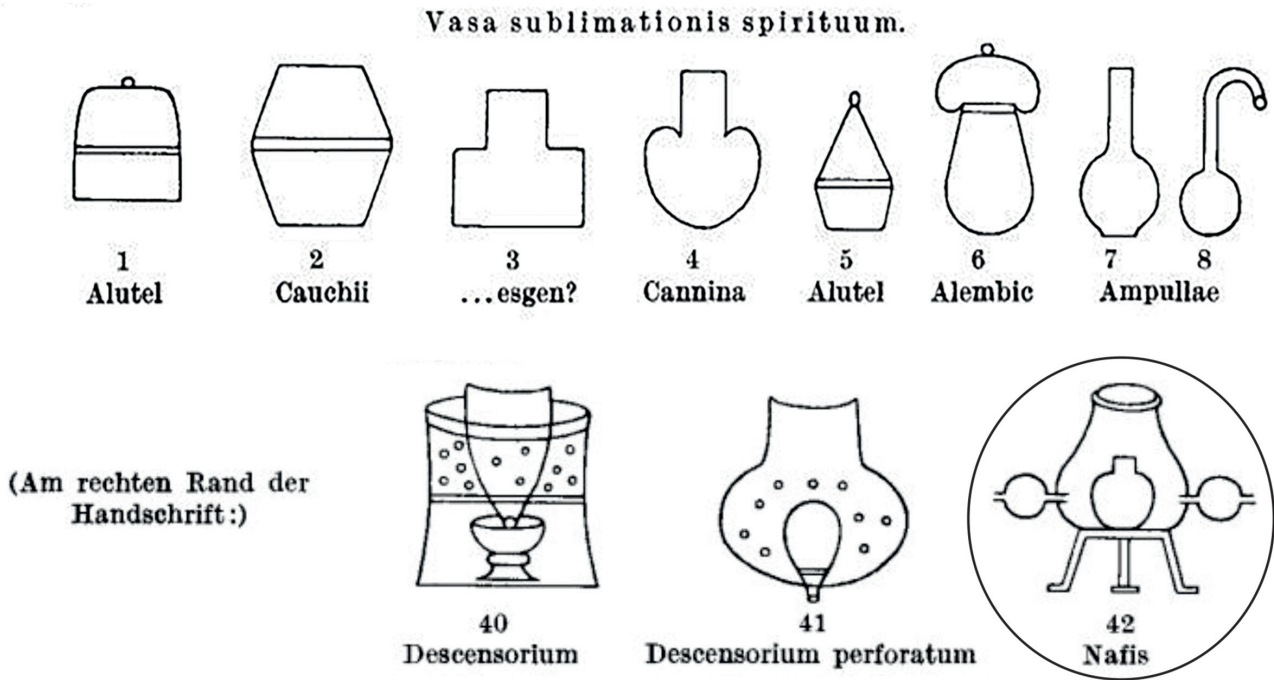 Vasa sublimationis spirituum.
1 2 3 4 5 6 7 8
Alutel Cauchii ...esgen? Cannina Alutel Alembic Ampullae
(Am rechten Rand der
Handschrift:)
40 41 42
Descensorium Descensorium perforatum Nafis